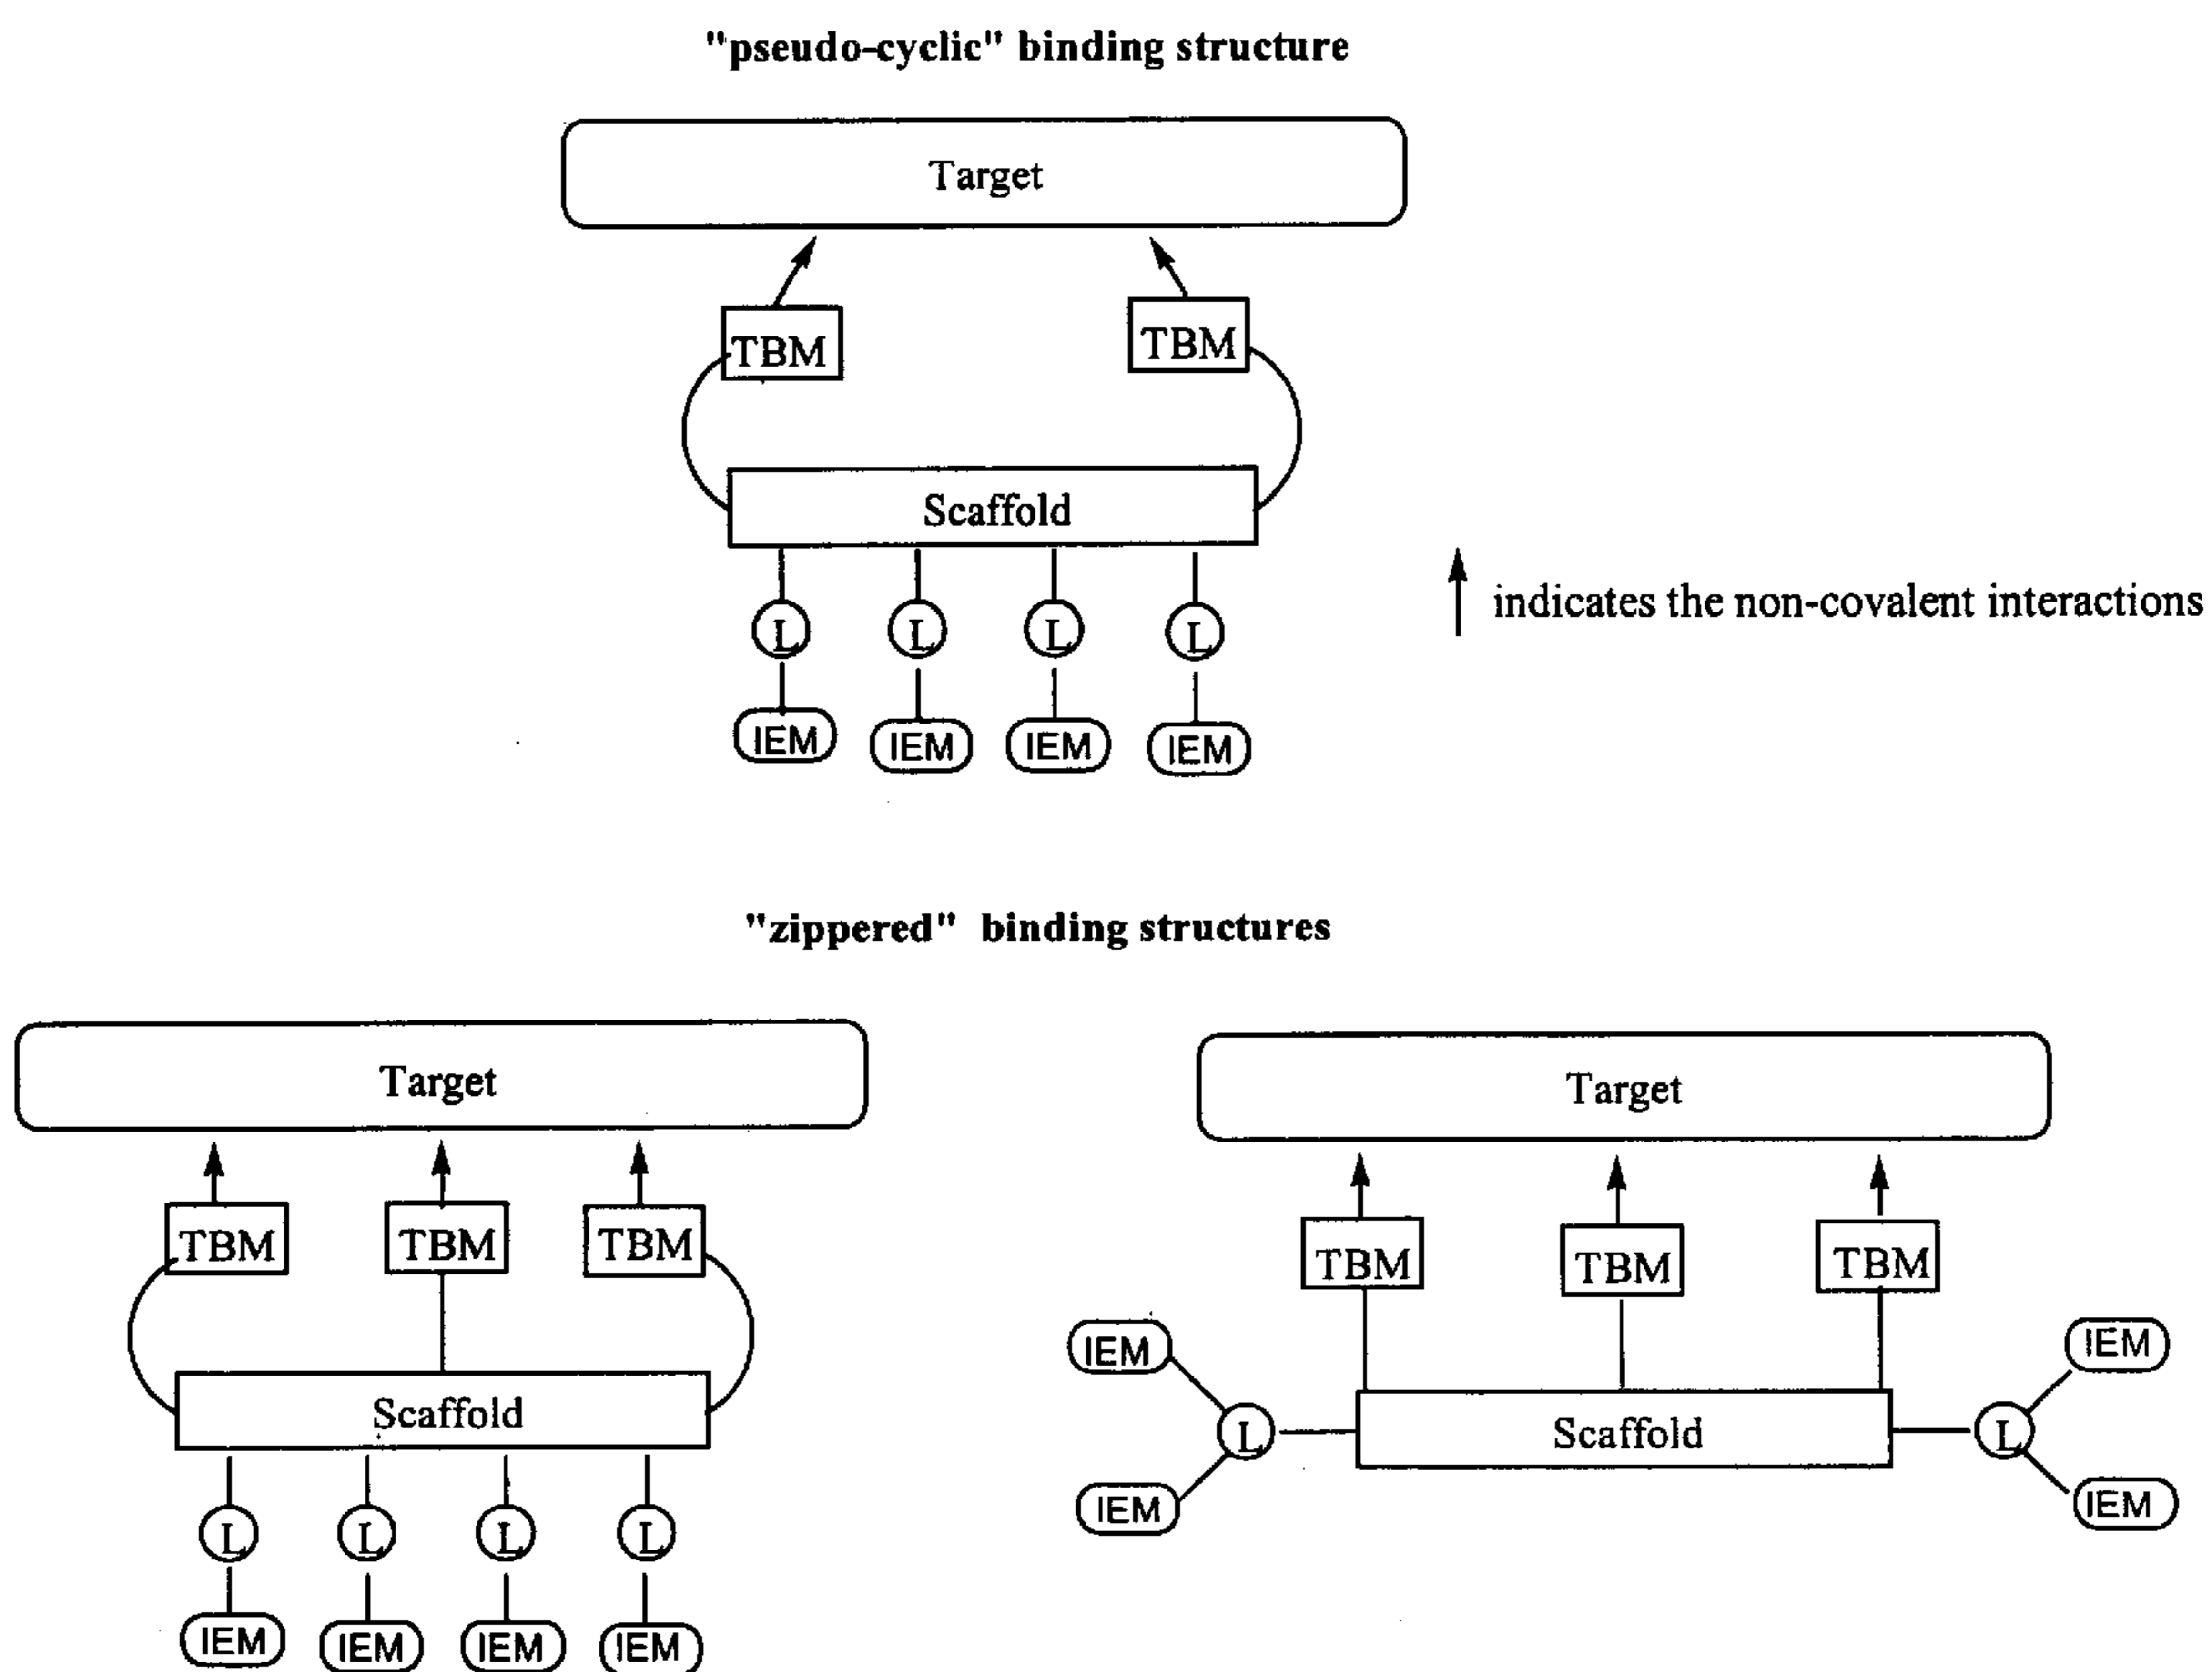 "pseudo-cyclic" binding structure
Target
TBM TBM
Scaffold
L L L L
IEM IEM IEM IEM
indicates the non-covalent interactions
"zippered" binding structures
Target
TBM TBM TBM
Scaffold
L L L L
IEM IEM IEM IEM
Target
TBM TBM TBM
IEM IEM
L Scaffold L
IEM IEM